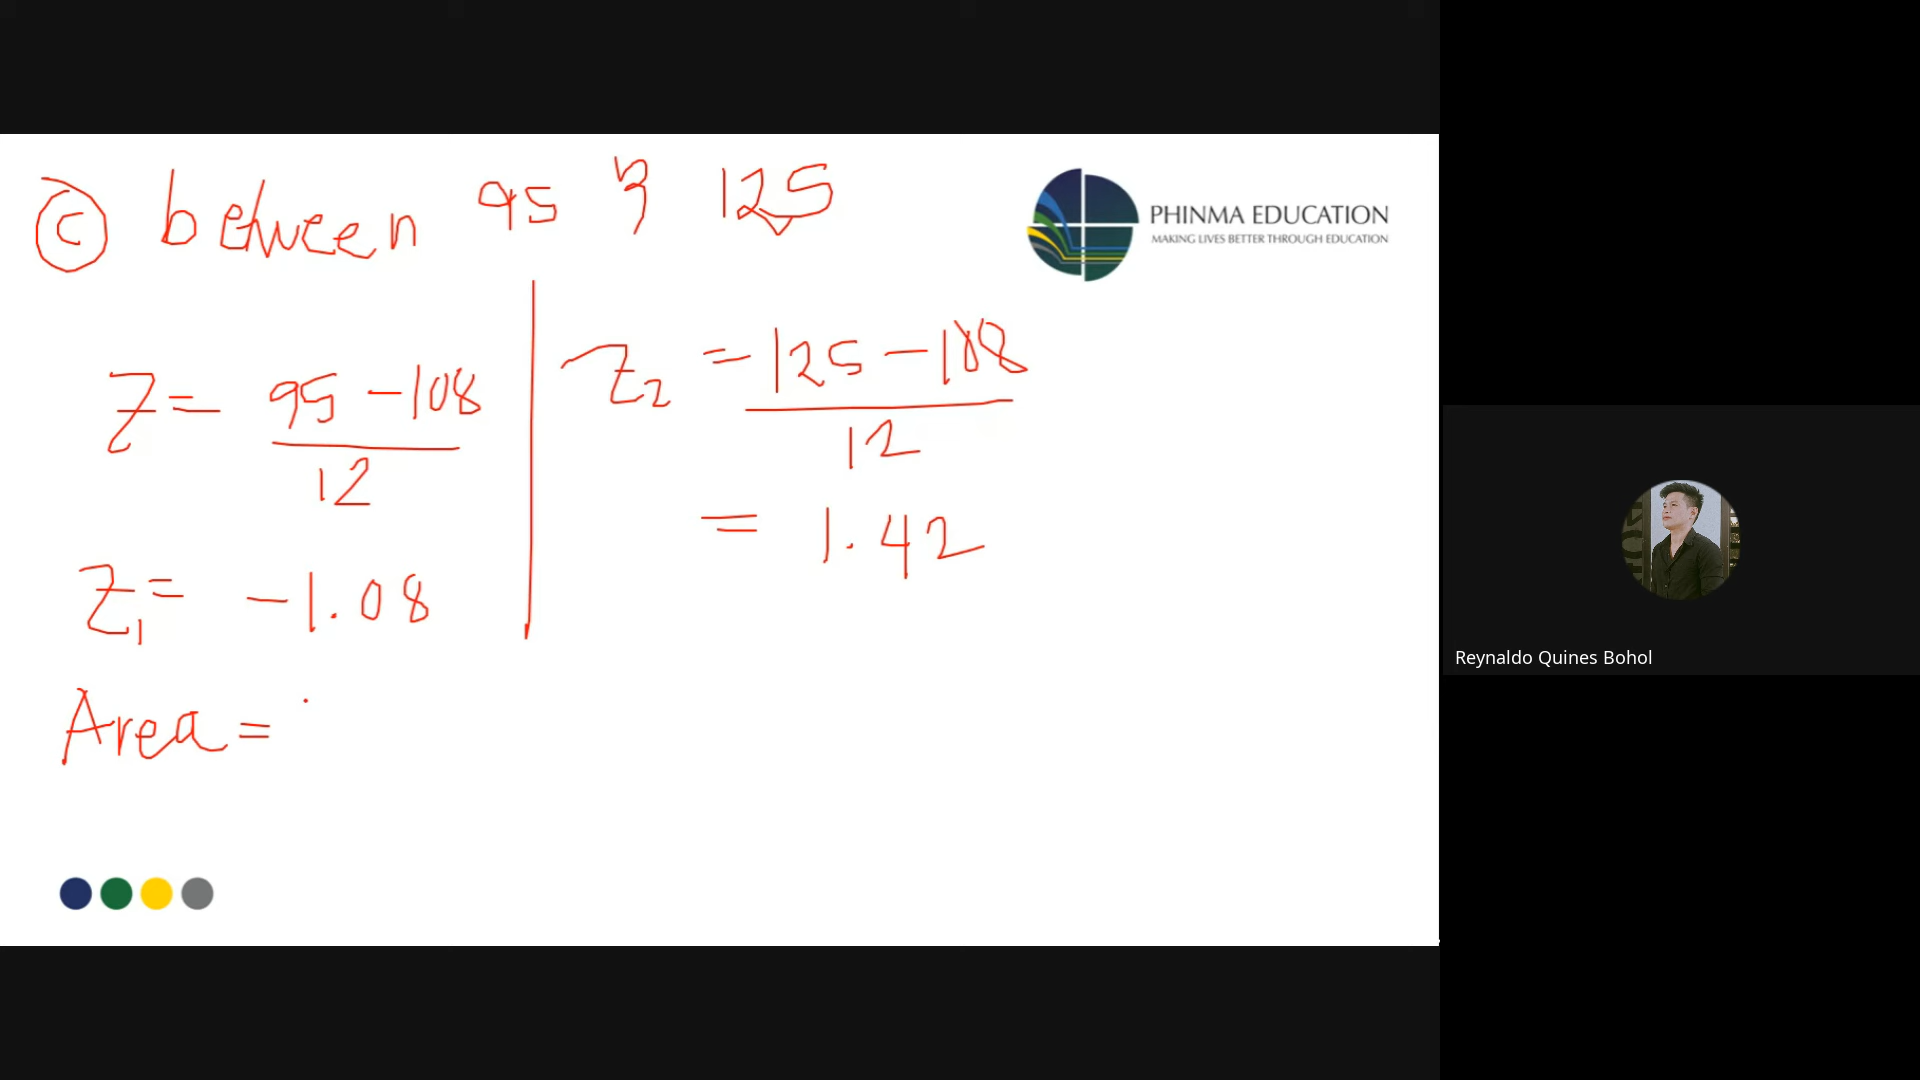 C between 95 & 125
PHINMA EDUCATION
MAKING LIVES BETTER THROUGH EDUCATION
Z = 95 - 108
12
Z2 = 125 - 108
12
= 1.42
Z1 = -1.08
Area =
Reynaldo Quines Bohol